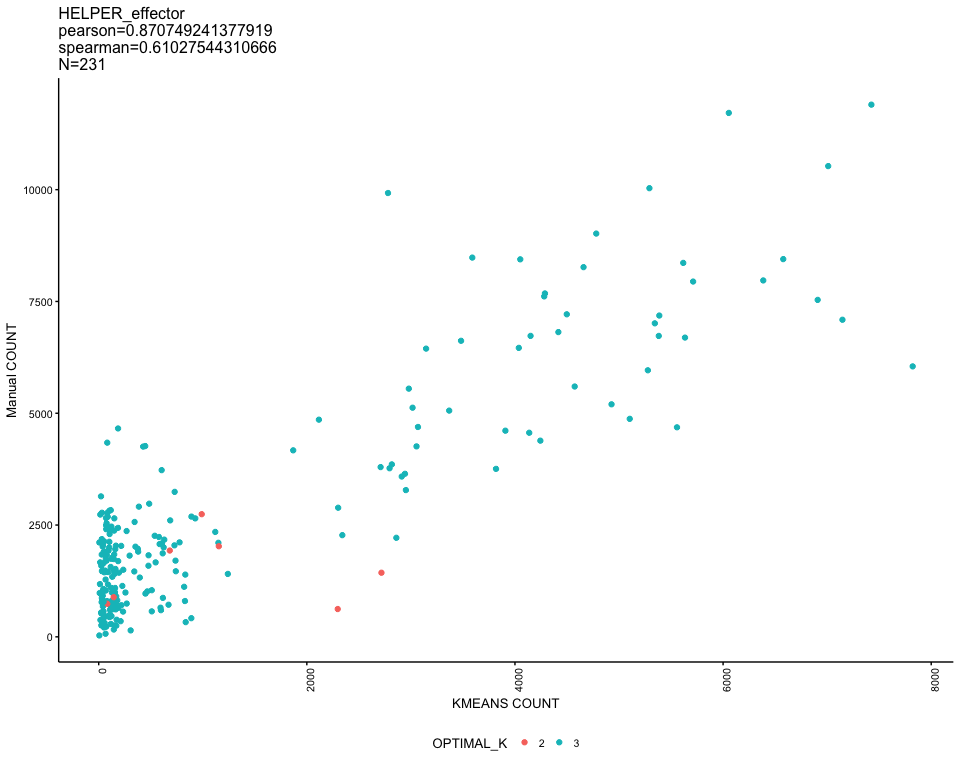 HELPER_effector
pearson=0.870749241377919
spearman=0.61027544310666
N=231
10000
7500
5000
2500
0
Manual COUNT
0
2000
4000
6000
8000
KMEANS COUNT
OPTIMAL_K 2 3